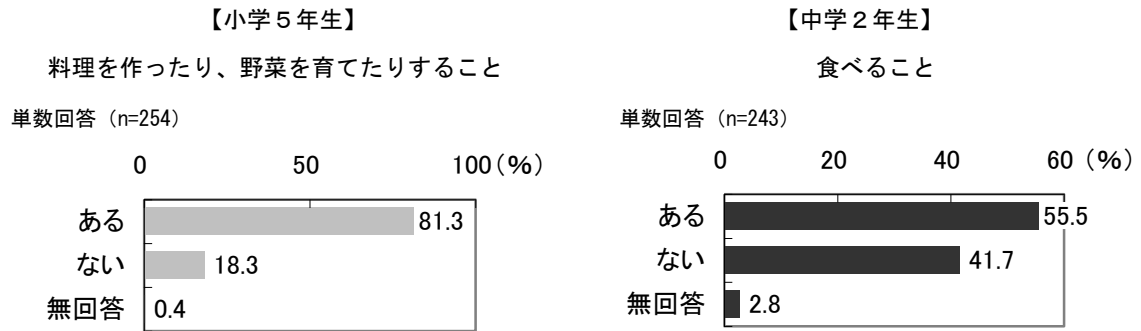 【小学５年生】
料理を作ったり、野菜を育てたりすること
単数回答（n=254）
0 50 100（％）
ある 81.3
ない 18.3
無回答 0.4
【中学２年生】
食べること
単数回答（n=243）
0 20 40 60（％）
ある 55.5
ない 41.7
無回答 2.8